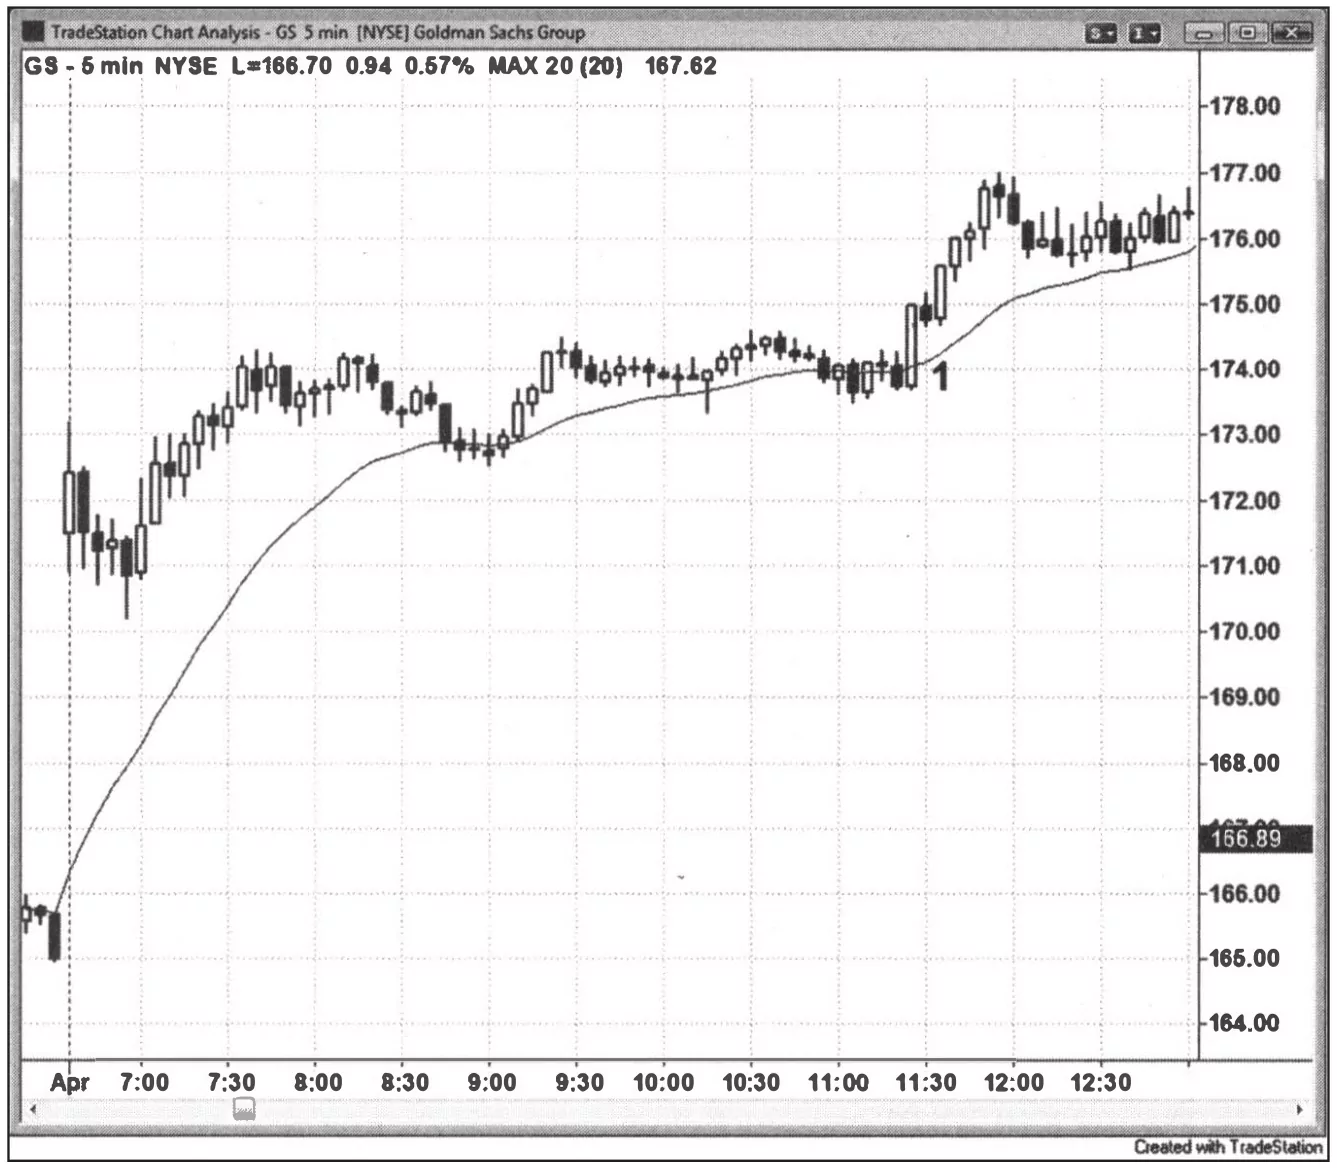 TradeStation Chart Analysis - GS 5 min [NYSE] Goldman Sachs Group
S
I
GS - 5 min NYSE L=166.70 0.94 0.57% MAX 20 (20) 167.62
178.00
177.00
176.00
175.00
174.00
1
173.00
172.00
171.00
170.00
169.00
168.00
166.89
166.00
165.00
164.00
Apr 7:00 7:30 8:00 8:30 9:00 9:30 10:00 10:30 11:00 11:30 12:00 12:30
Created with TradeStation